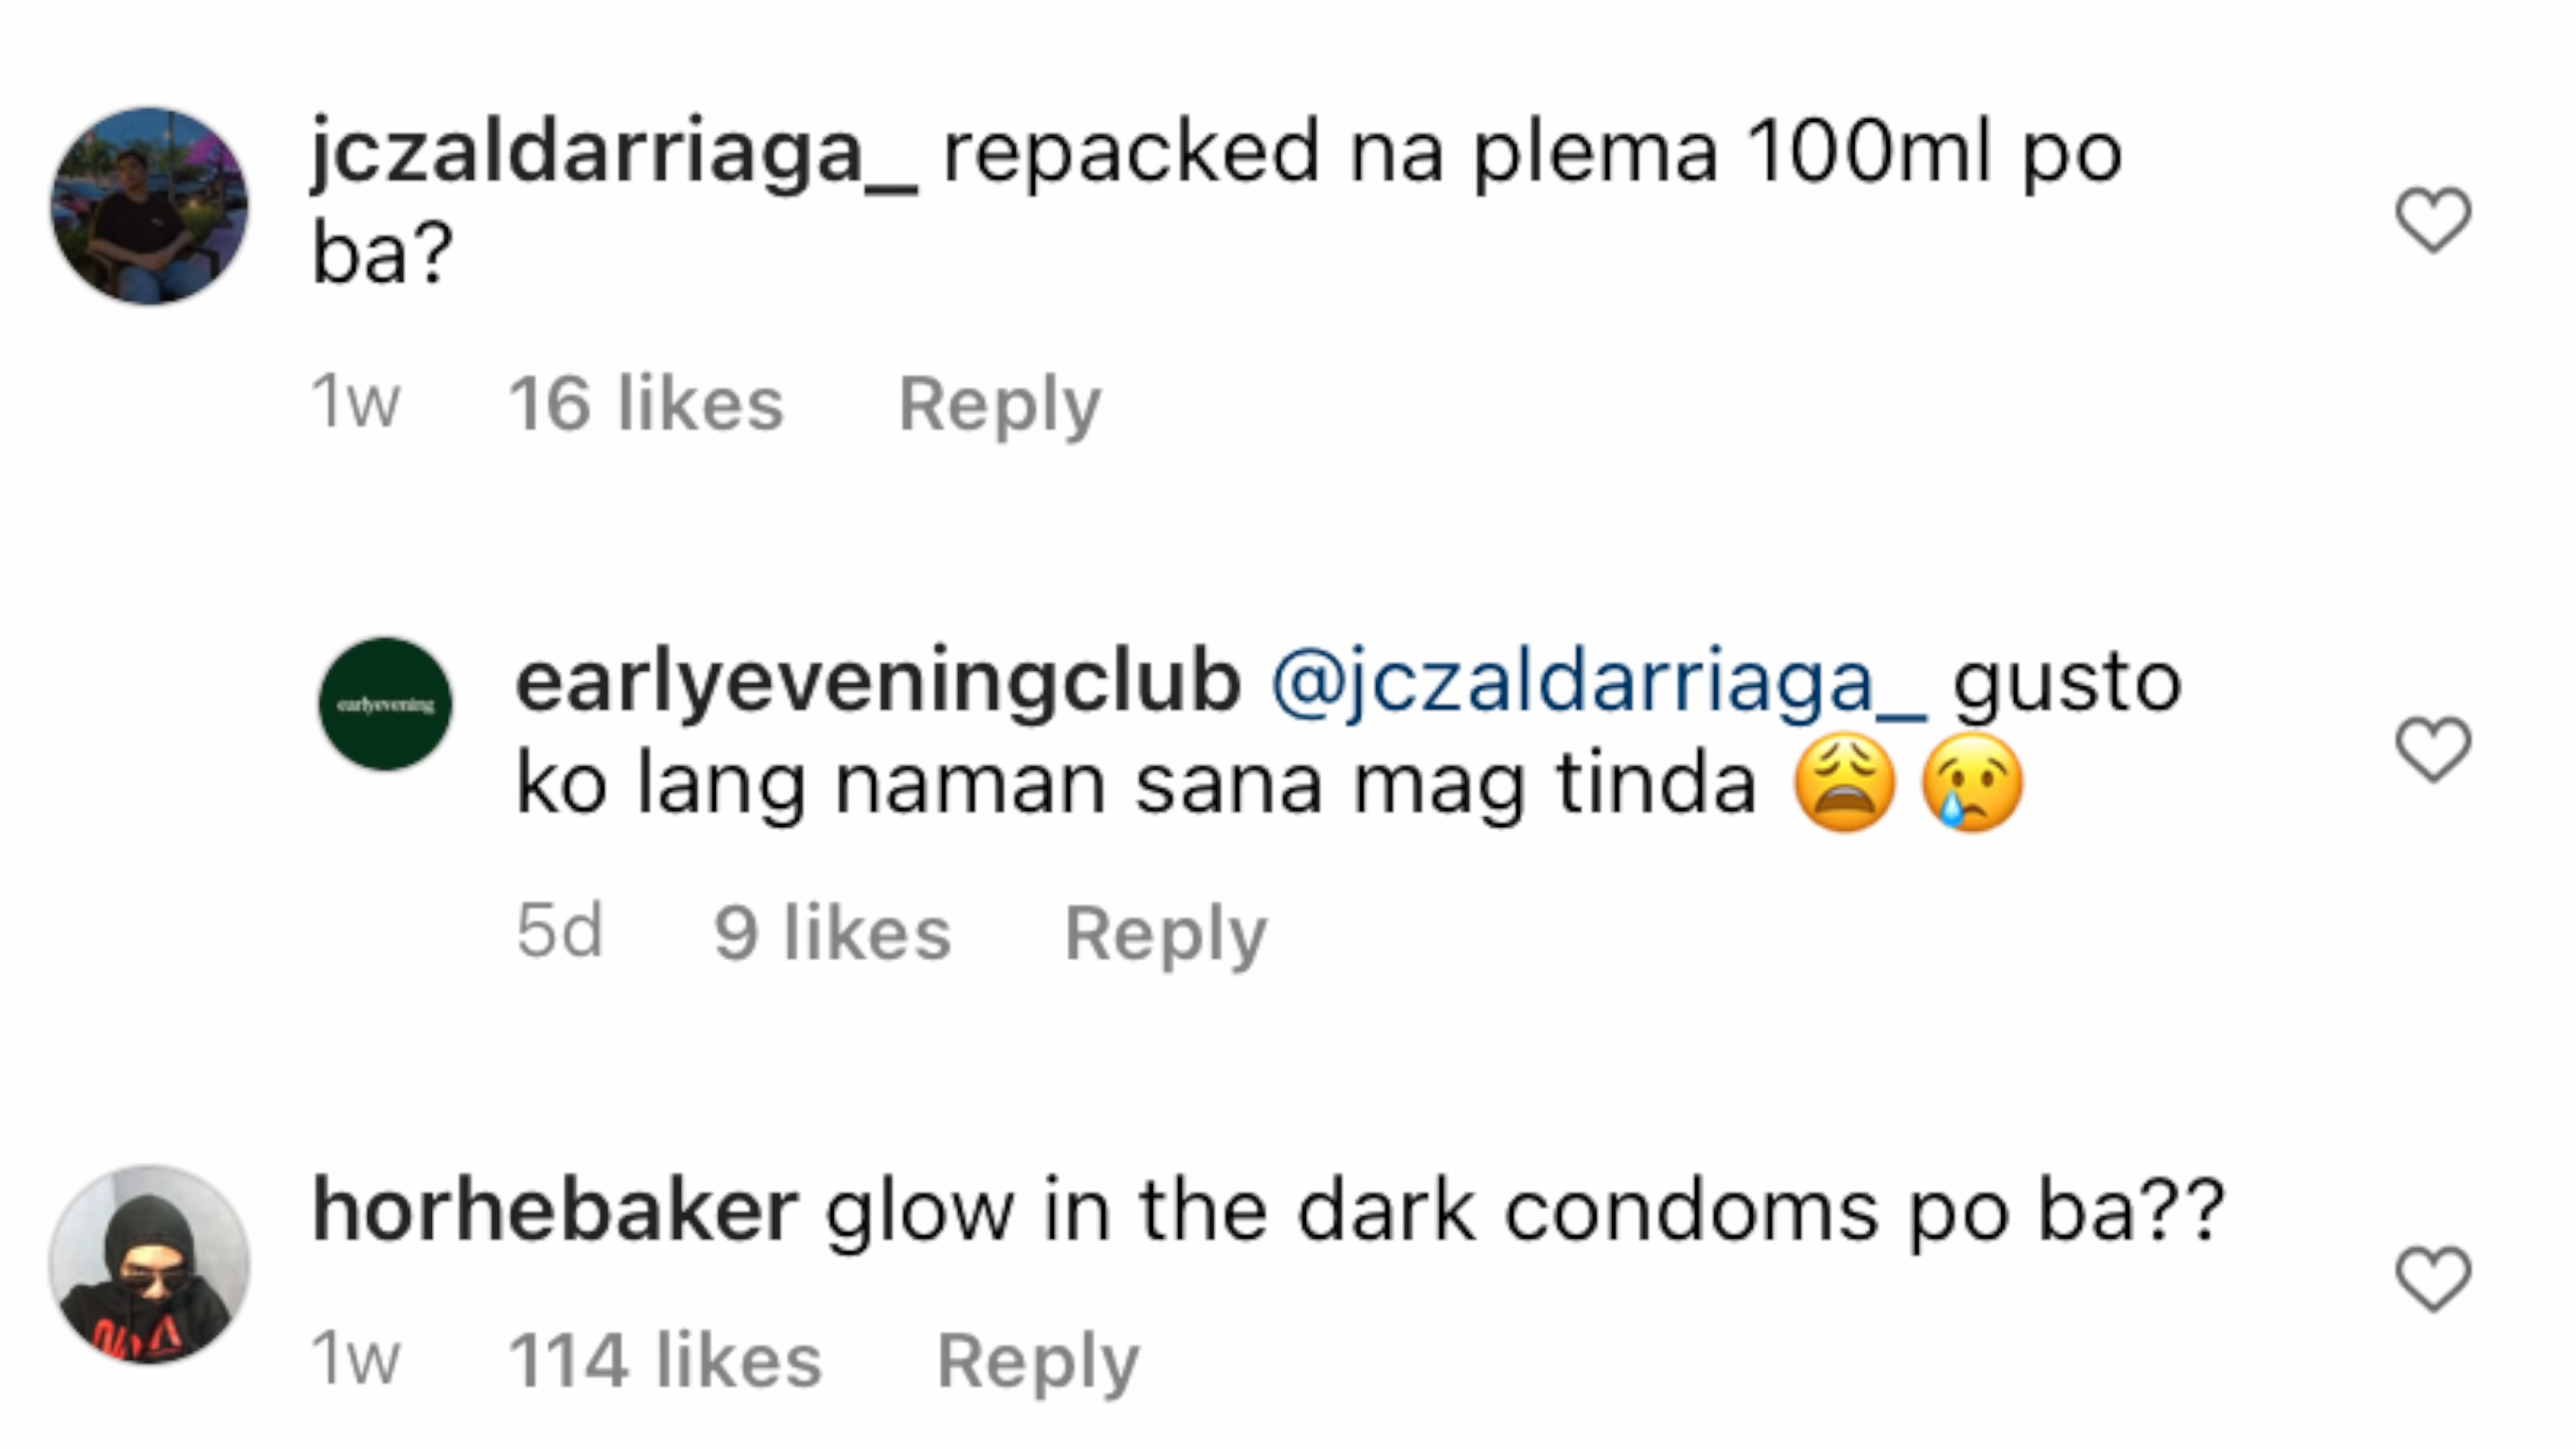 jczaldarriaga_ repacked na plema 100ml po
ba?
1w 16 likes Reply
earlyevening
earlyeveningclub @jczaldarriaga_ gusto
ko lang naman sana mag tinda 😩 😢
5d 9 likes Reply
horhebaker glow in the dark condoms po ba??
1w 114 likes Reply